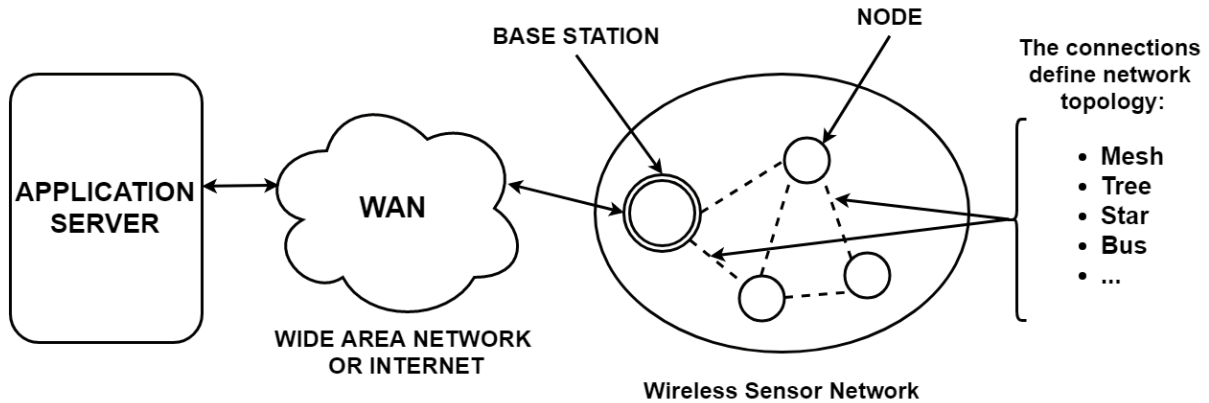 APPLICATION
SERVER
WAN
WIDE AREA NETWORK
OR INTERNET
BASE STATION
NODE
Wireless Sensor Network
The connections
define network
topology:
• Mesh
• Tree
• Star
• Bus
• ...